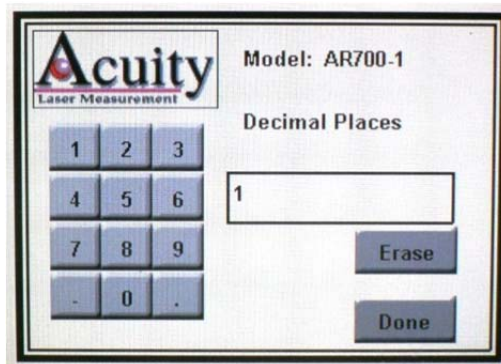 Acuity
Laser Measurement
Model: AR700-1
Decimal Places
1 2 3
4 5 6
7 8 9
- 0 .
1
Erase
Done